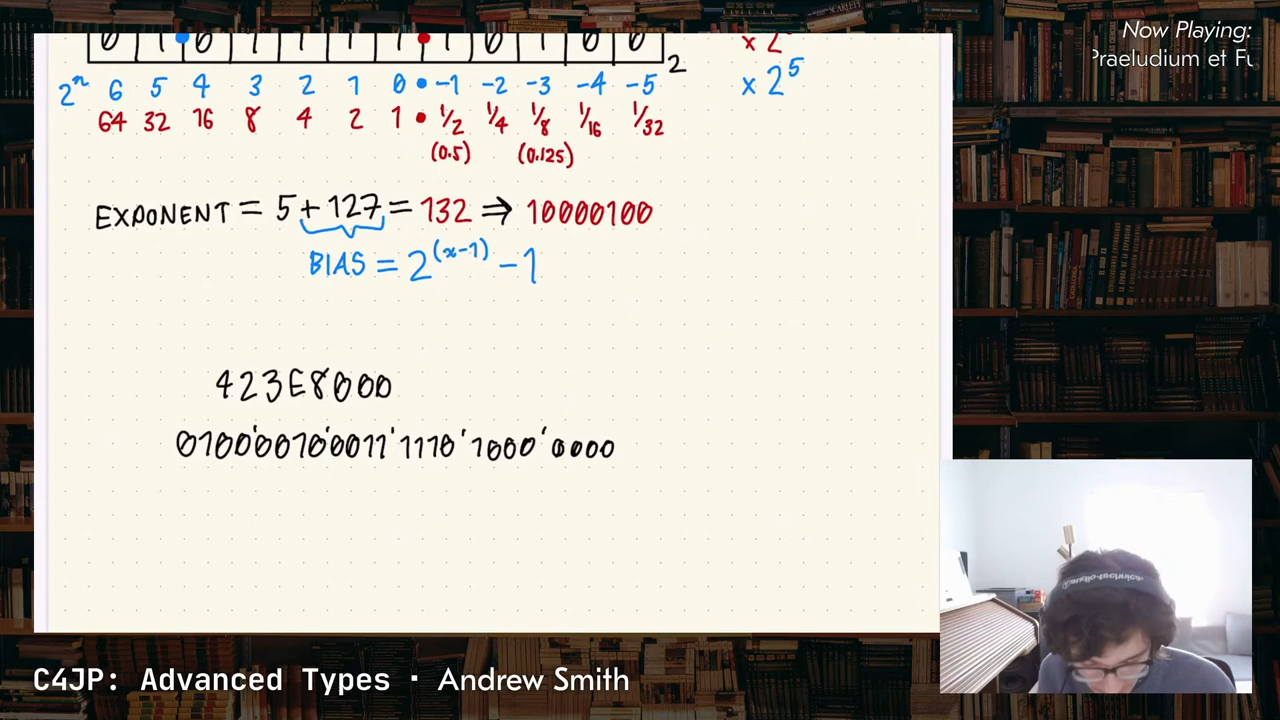 Now Playing:
Praeludium et Fu
0 1 0 1 1 1 1 1 0 1 0 0 2
x 2
2ⁿ 6 5 4 3 2 1 0 • -1 -2 -3 -4 -5
x 2⁵
64 32 16 8 4 2 1 • 1/2 1/4 1/8 1/16 1/32
(0.5) (0.125)
EXPONENT = 5 + 127 = 132 ⇒ 10000100
BIAS = 2^(x-1) - 1
423E8000
0100'0010'0011'1110'1000'0000
audio-technica
C4JP: Advanced Types • Andrew Smith